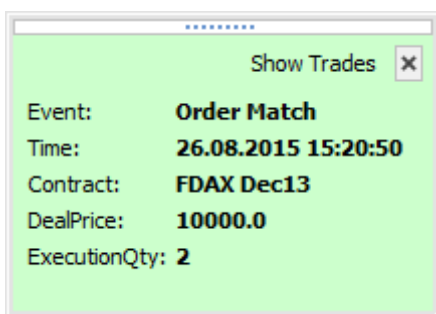 Show Trades
Event: Order Match
Time: 26.08.2015 15:20:50
Contract: FDAX Dec13
DealPrice: 10000.0
ExecutionQty: 2